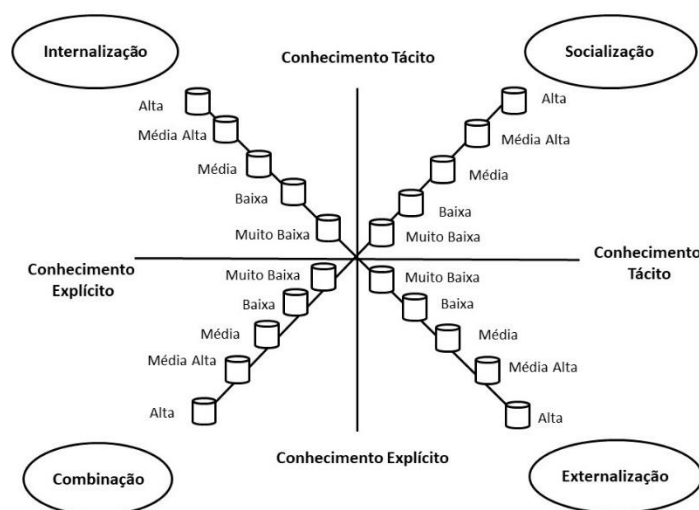 Internalização
Conhecimento Tácito
Socialização
Alta
Alta
Média Alta
Média Alta
Média
Média
Baixa
Baixa
Muito Baixa
Muito Baixa
Conhecimento
Explícito
Conhecimento
Tácito
Muito Baixa
Muito Baixa
Baixa
Baixa
Média
Média
Média Alta
Média Alta
Alta
Alta
Combinação
Conhecimento Explícito
Externalização